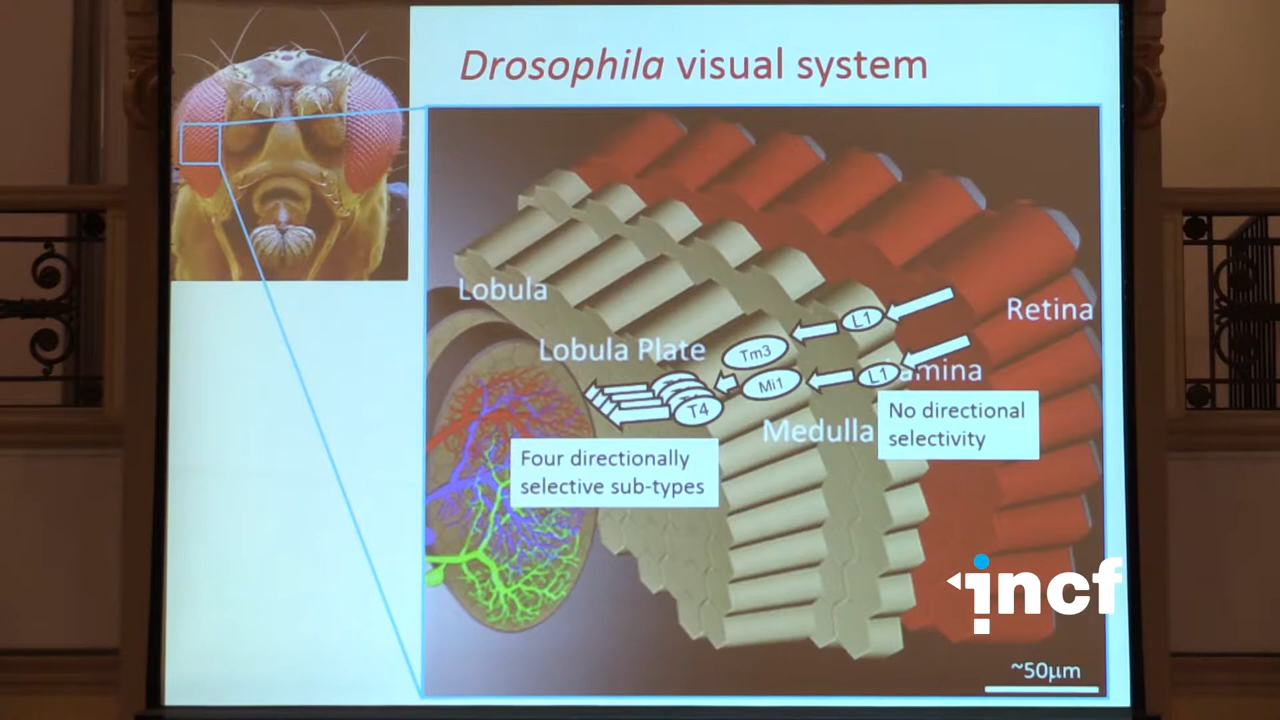 Drosophila visual system
Lobula
Retina
L1
Lobula Plate
Tm3
Mi1
L1
amina
T4
No directional
selectivity
Medulla
Four directionally
selective sub-types
incf
~50μm